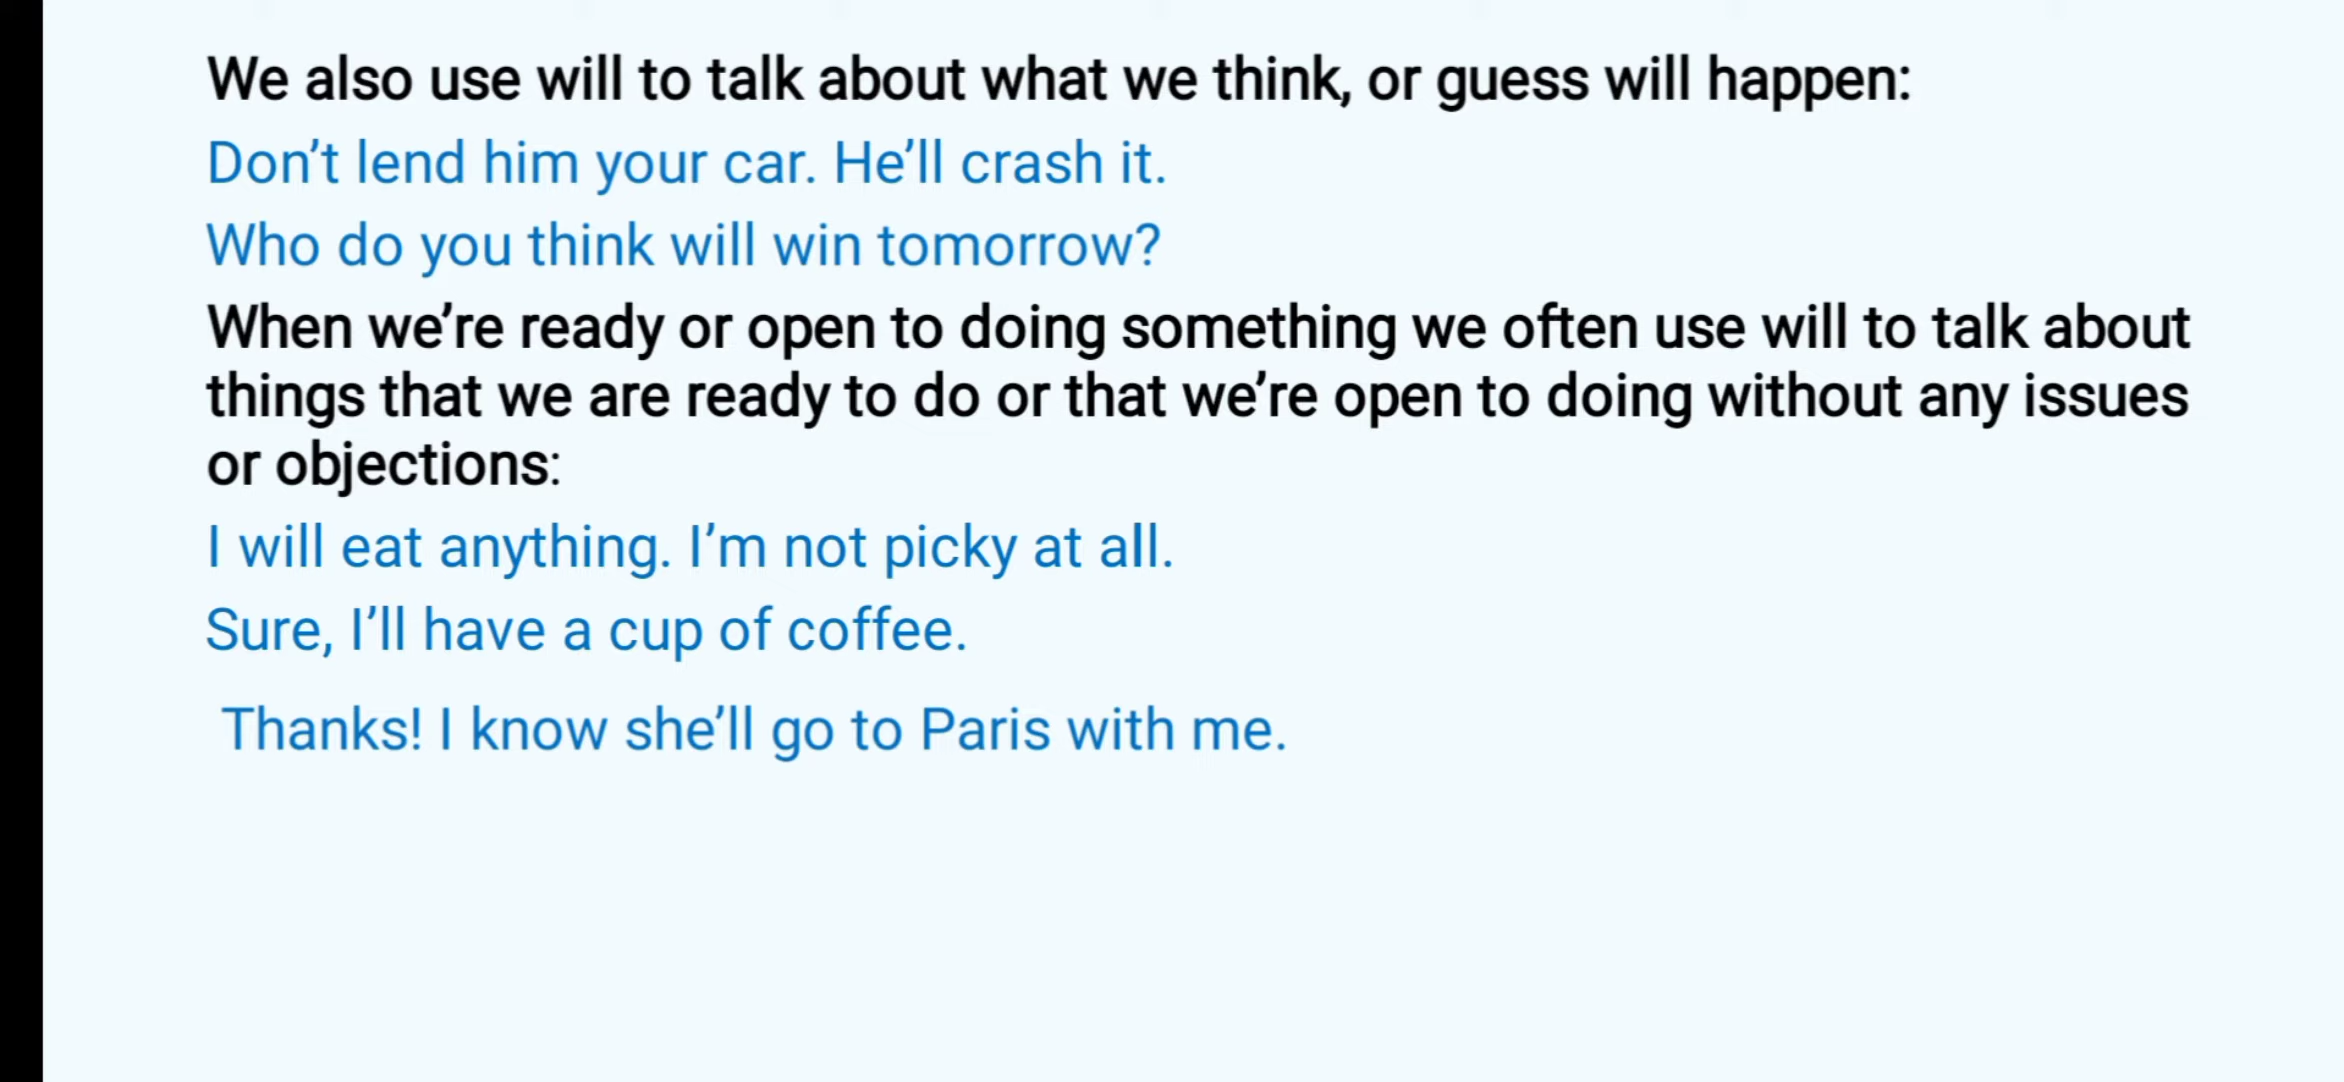 We also use will to talk about what we think, or guess will happen:
Don’t lend him your car. He’ll crash it.
Who do you think will win tomorrow?
When we’re ready or open to doing something we often use will to talk about
things that we are ready to do or that we’re open to doing without any issues
or objections:
I will eat anything. I’m not picky at all.
Sure, I’ll have a cup of coffee.
Thanks! I know she’ll go to Paris with me.